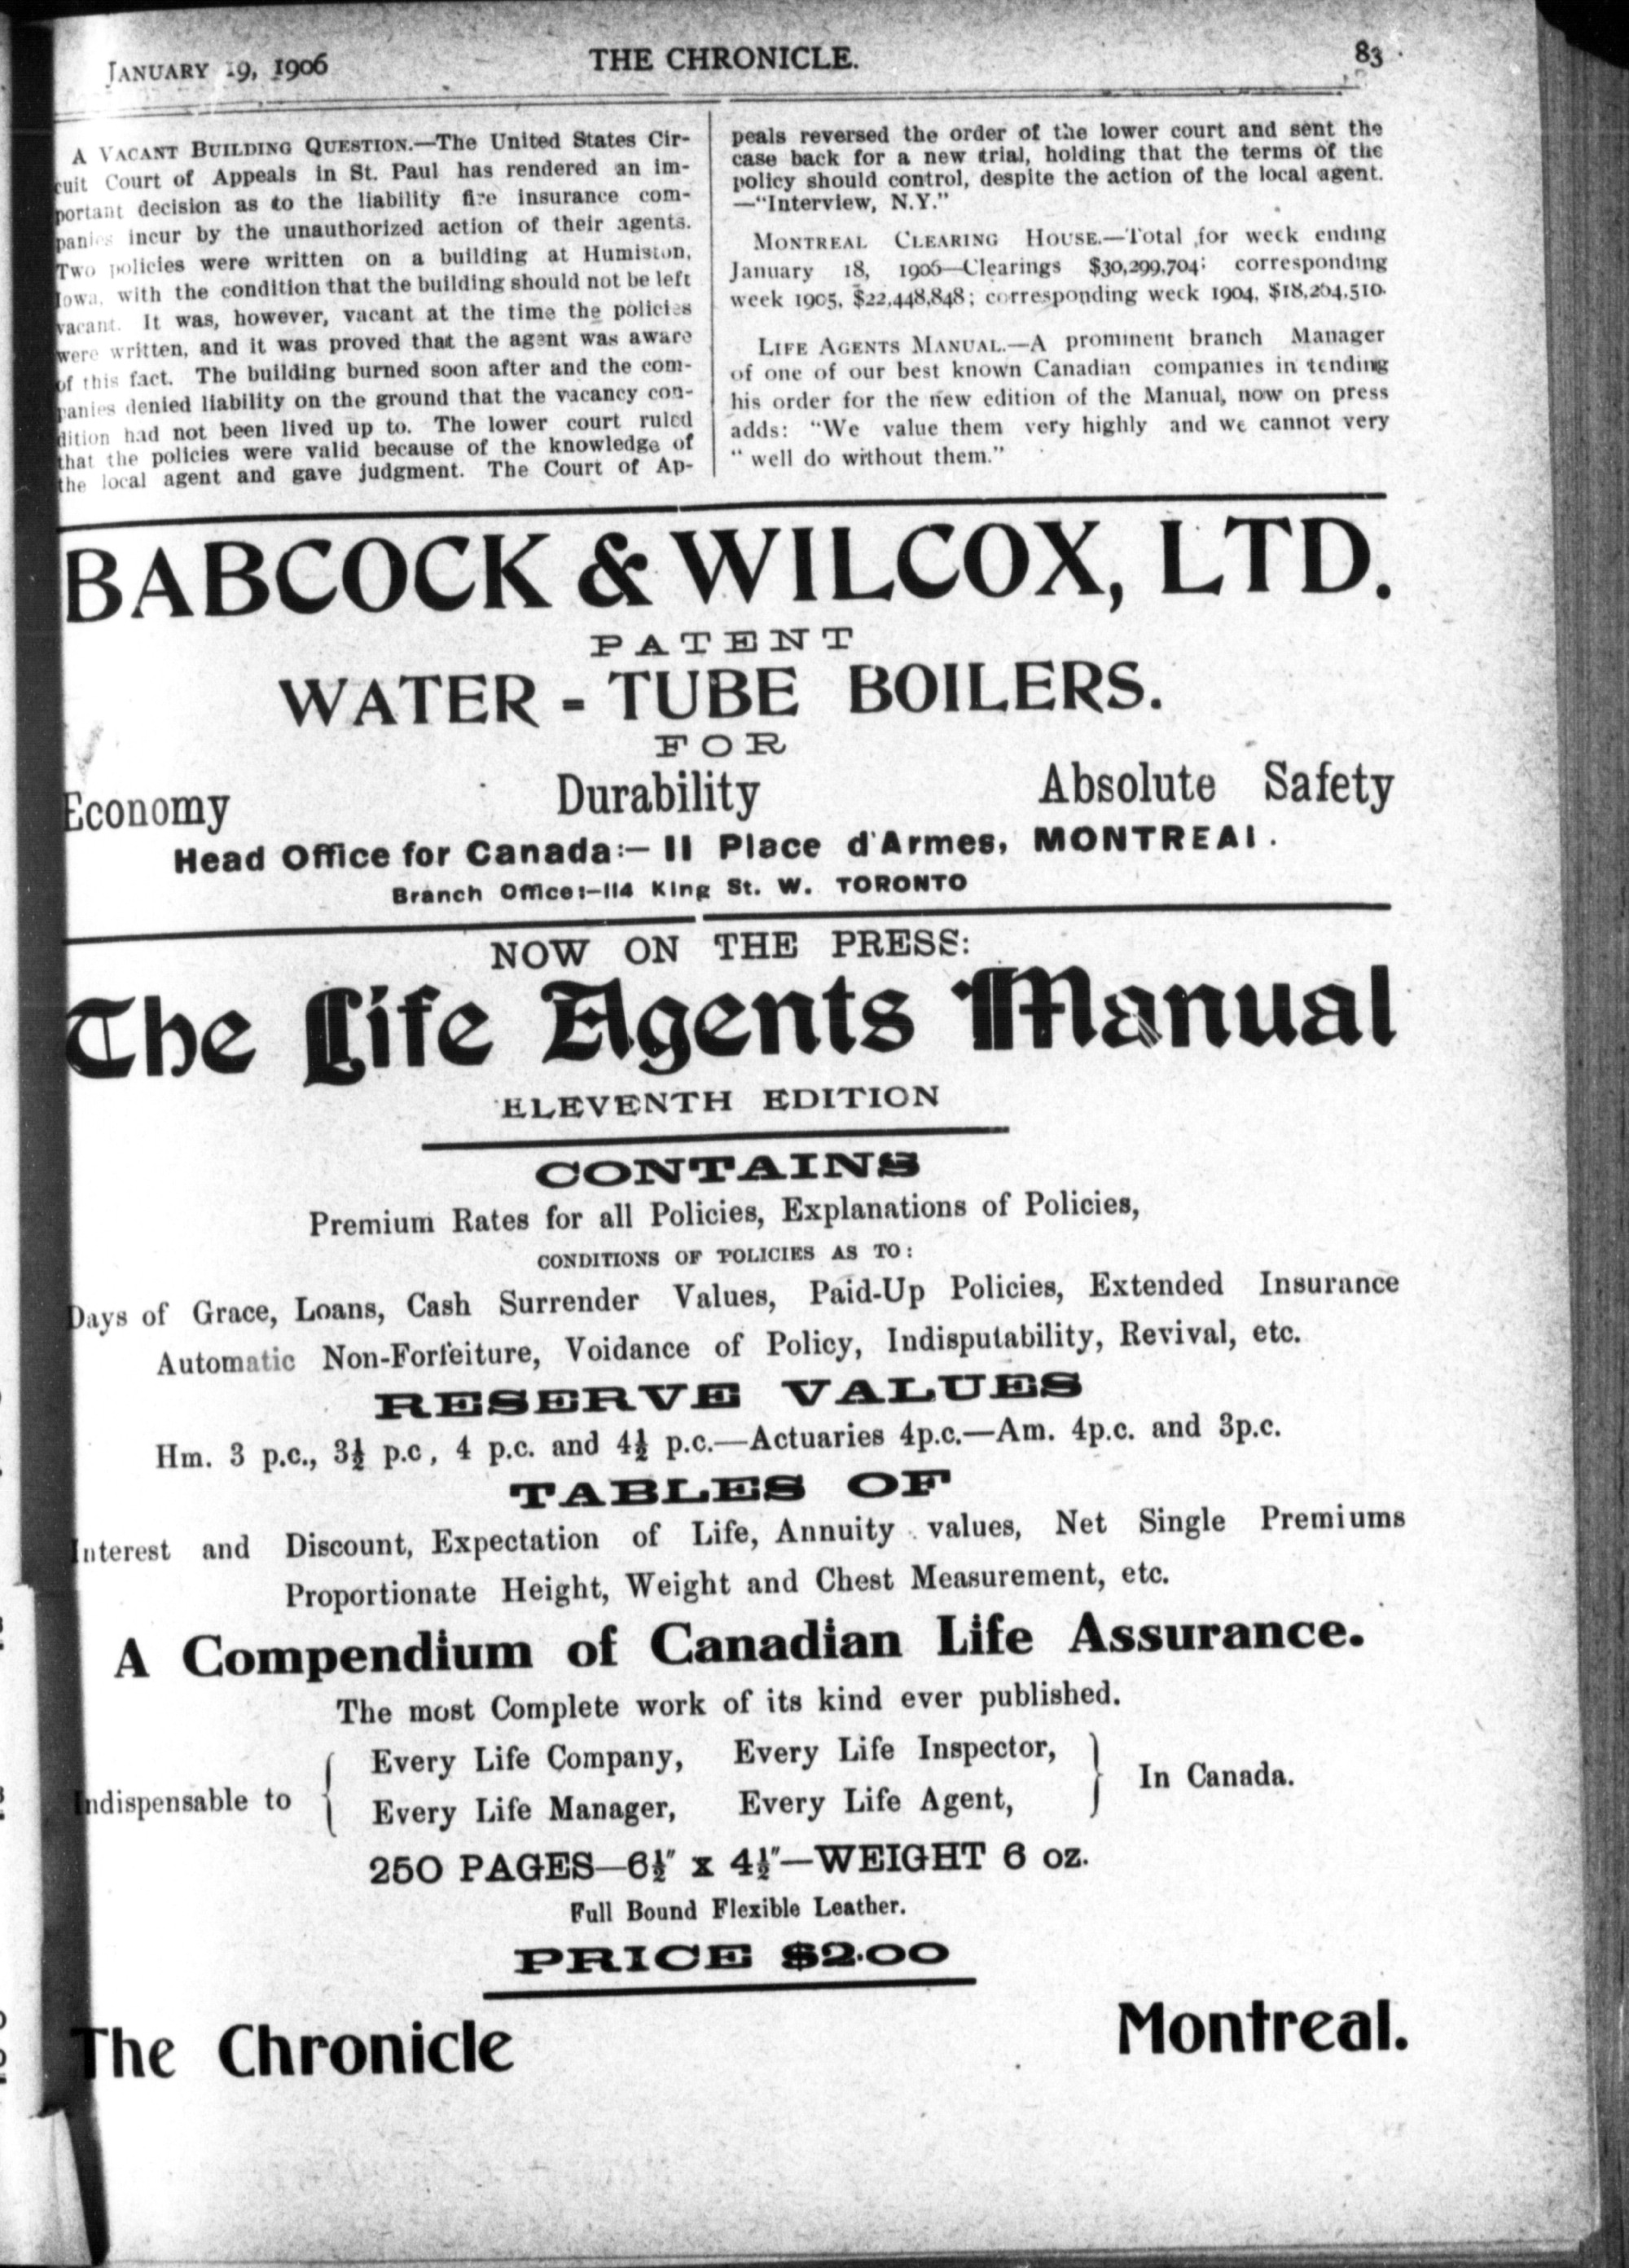 JANUARY 19, 1906
THE CHRONICLE.
83
A VACANT BUILDING QUESTION.—The United States Cir-
cuit Court of Appeals in St. Paul has rendered an im-
portant decision as to the liability fire insurance com-
panies incur by the unauthorized action of their agents.
Two policies were written on a building at Humiston,
Iowa, with the condition that the building should not be left
vacant. It was, however, vacant at the time the policies
were written, and it was proved that the agent was aware
of this fact. The building burned soon after and the com-
panies denied liability on the ground that the vacancy con-
dition had not been lived up to. The lower court ruled
that the policies were valid because of the knowledge of
the local agent and gave judgment. The Court of Ap-
peals reversed the order of the lower court and sent the
case back for a new trial, holding that the terms of the
policy should control, despite the action of the local agent.
—"Interview, N.Y."
MONTREAL CLEARING HOUSE.—Total for week ending
January 18, 1906—Clearings $30,299,704; corresponding
week 1905, $22,448,848; corresponding week 1904, $18,204,510.
LIFE AGENTS MANUAL.—A prominent branch Manager
of one of our best known Canadian companies in tending
his order for the new edition of the Manual, now on press
adds: "We value them very highly and we cannot very
" well do without them."
BABCOCK & WILCOX, LTD.
PATENT
WATER-TUBE BOILERS.
FOR
Economy Durability Absolute Safety
Head Office for Canada:— 11 Place d'Armes, MONTREAL.
Branch Office:—114 King St. W. TORONTO
NOW ON THE PRESS:
The Life Agents Manual
ELEVENTH EDITION
CONTAINS
Premium Rates for all Policies, Explanations of Policies,
CONDITIONS OF POLICIES AS TO:
Days of Grace, Loans, Cash Surrender Values, Paid-Up Policies, Extended Insurance
Automatic Non-Forfeiture, Voidance of Policy, Indisputability, Revival, etc.
RESERVE VALUES
Hm. 3 p.c., 3½ p.c, 4 p.c. and 4½ p.c.—Actuaries 4p.c.—Am. 4p.c. and 3p.c.
TABLES OF
Interest and Discount, Expectation of Life, Annuity values, Net Single Premiums
Proportionate Height, Weight and Chest Measurement, etc.
A Compendium of Canadian Life Assurance.
The most Complete work of its kind ever published.
Every Life Company, Every Life Inspector,
Indispensable to { } In Canada.
Every Life Manager, Every Life Agent,
250 PAGES—6½" x 4½"—WEIGHT 6 oz.
Full Bound Flexible Leather.
PRICE $2.00
The Chronicle Montreal.